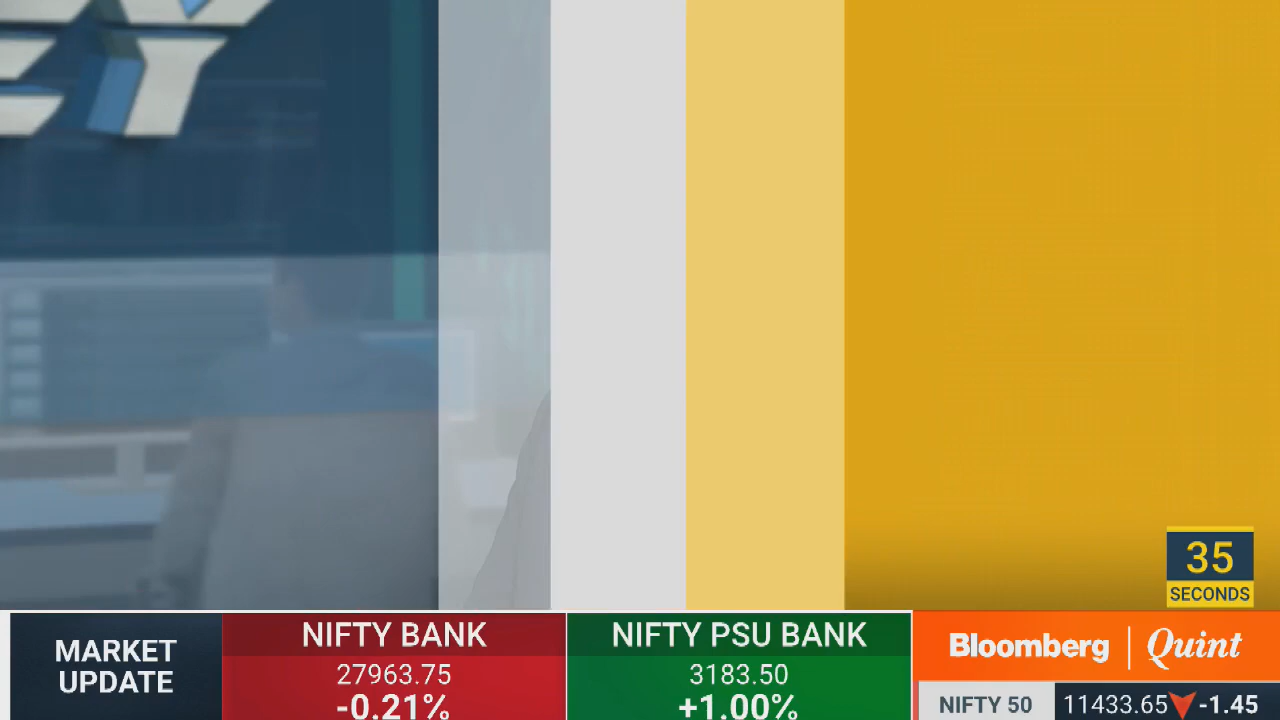 EY
35
SECONDS
MARKET
UPDATE
NIFTY BANK
27963.75
-0.21%
NIFTY PSU BANK
3183.50
+1.00%
Bloomberg | Quint
NIFTY 50
11433.65 -1.45